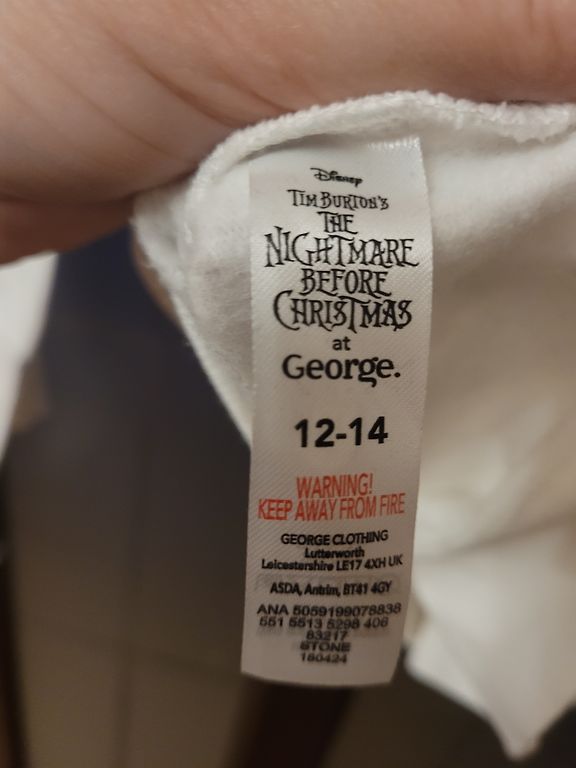 Disney
TIM BURTON'S
THE
NIGHTMARE
BEFORE
CHRISTMAS
at
George.
12-14
WARNING!
KEEP AWAY FROM FIRE
GEORGE CLOTHING
Lutterworth
Leicestershire LE17 4XH UK
ASDA, Antrim, BT41 4GY
ANA 5059199078838
551 5513 5298 406
83217
STONE
180424